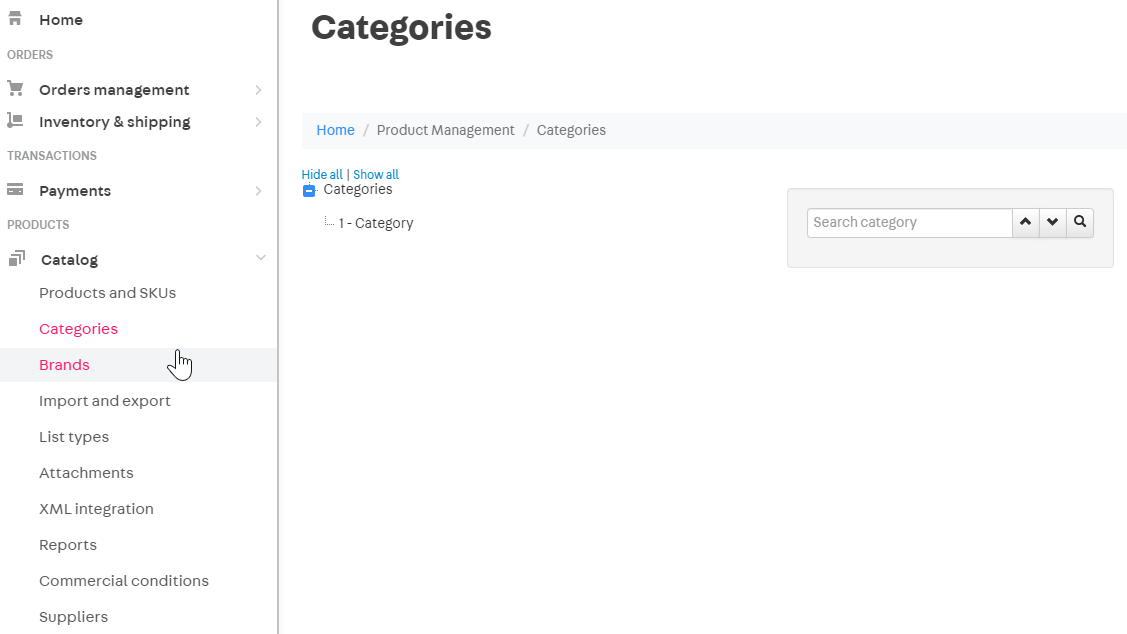 Home
ORDERS
Orders management
Inventory & shipping
TRANSACTIONS
Payments
PRODUCTS
Catalog
Products and SKUs
Categories
Brands
Import and export
List types
Attachments
XML integration
Reports
Commercial conditions
Suppliers
Categories
Home / Product Management / Categories
Hide all | Show all
Categories
1 - Category
Search category